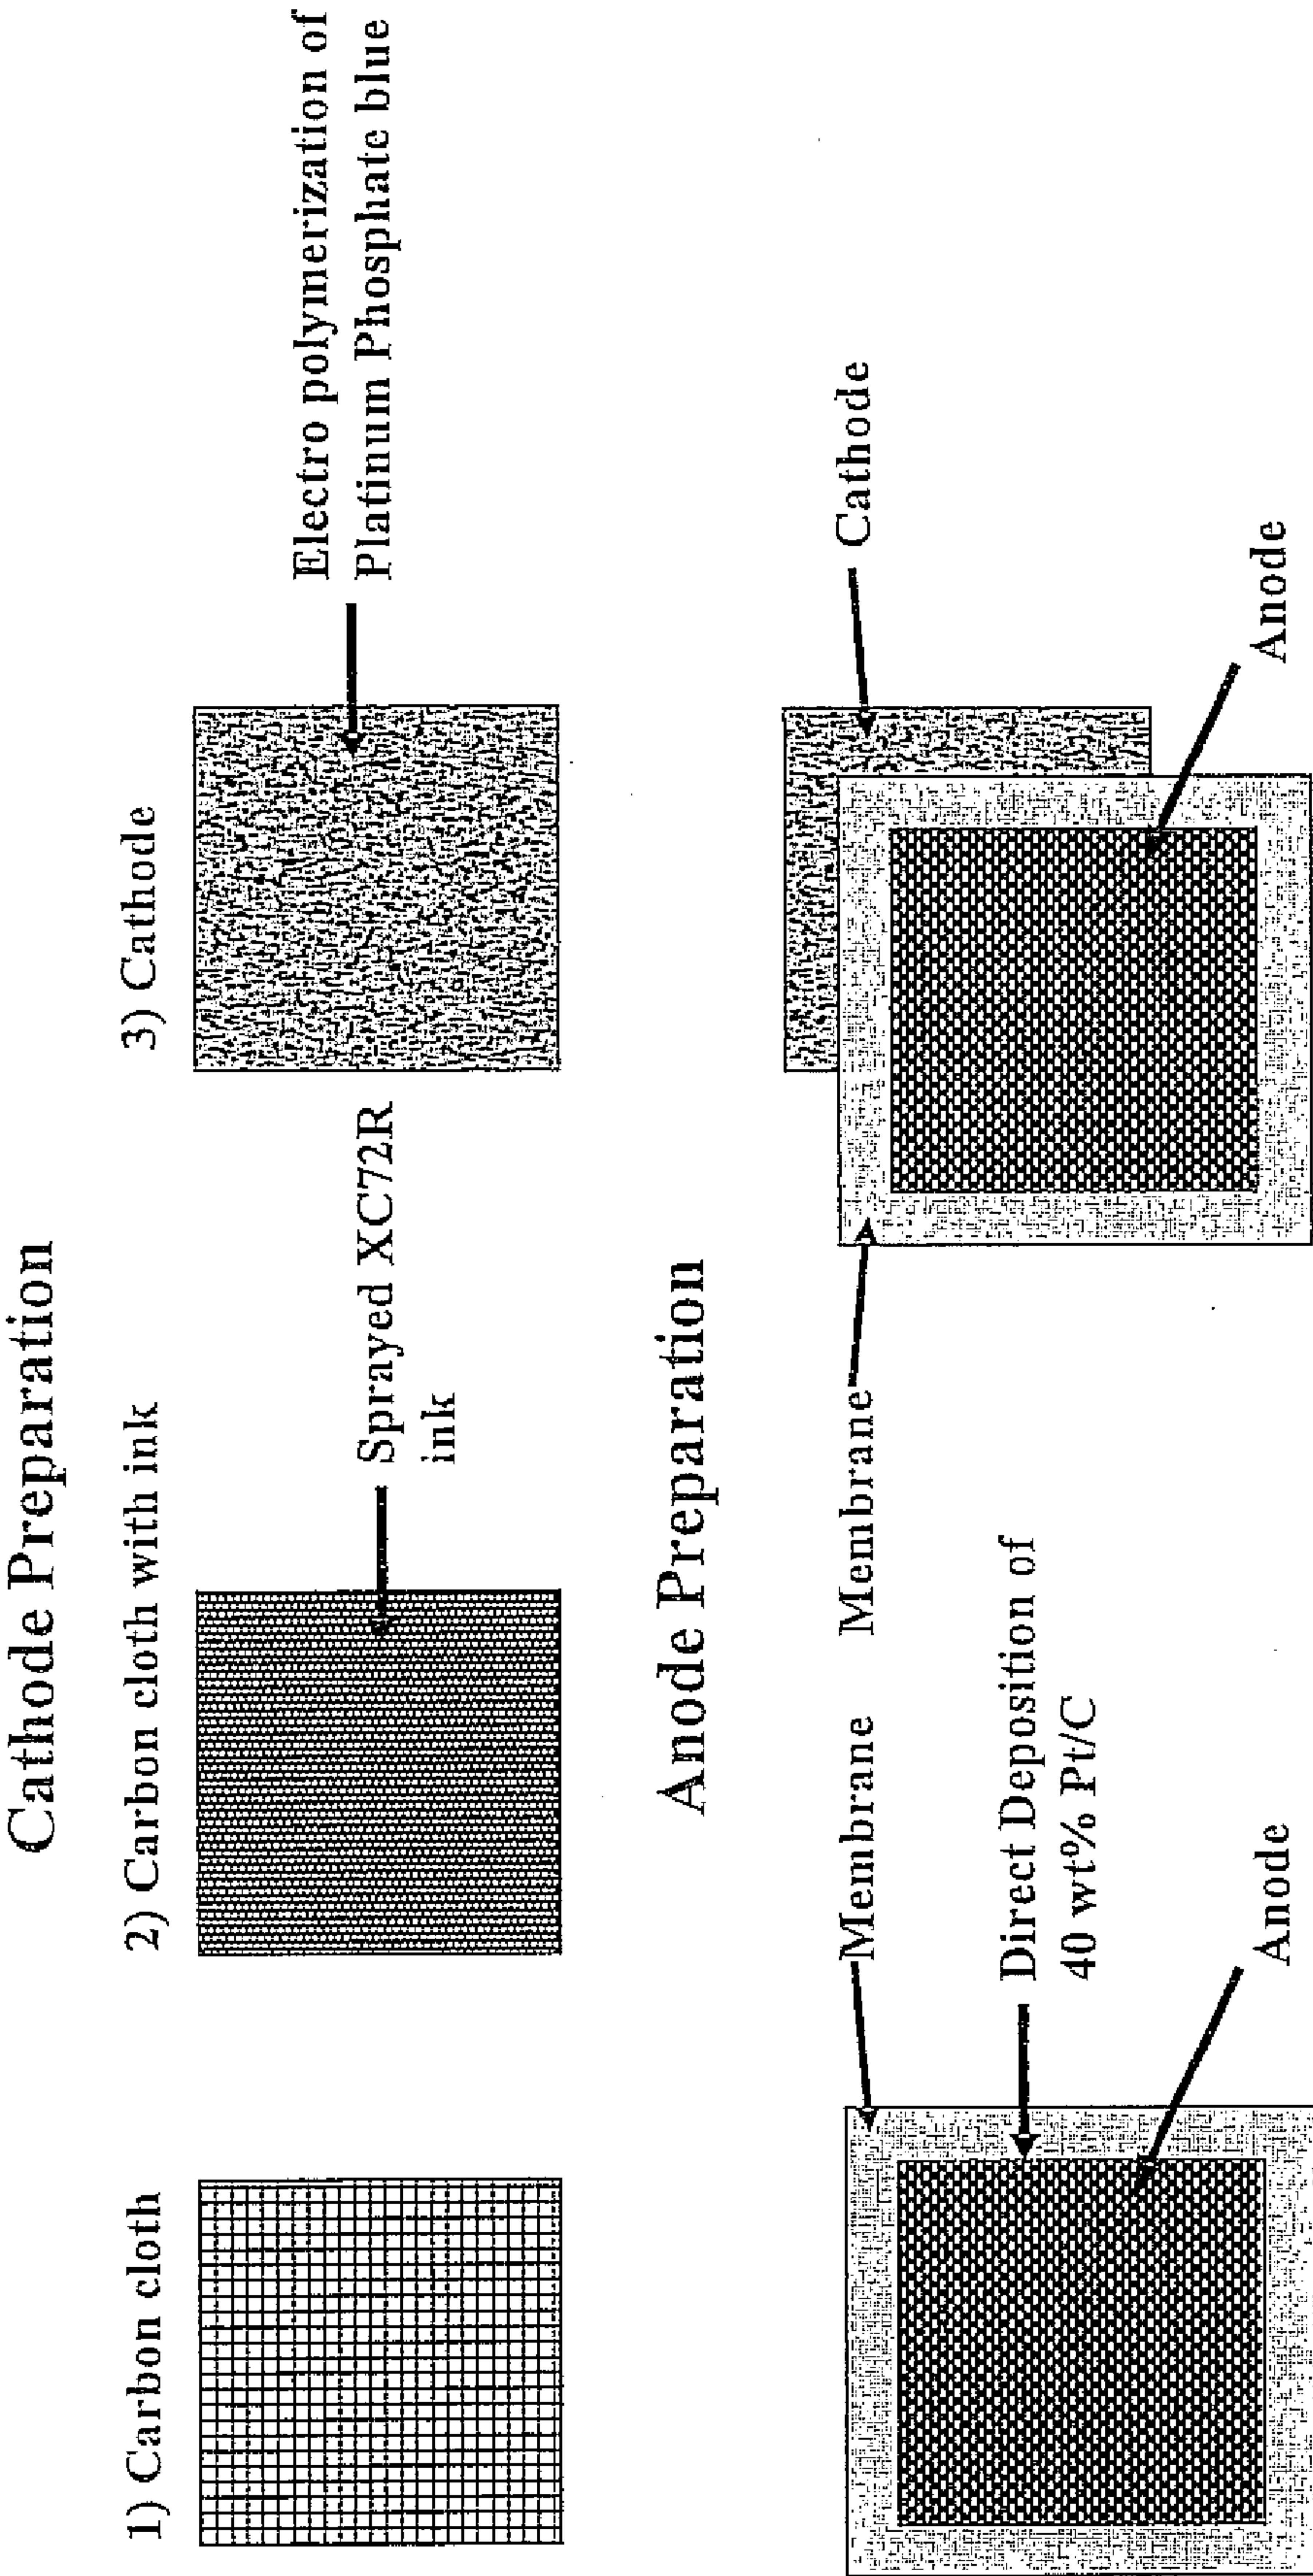 Cathode Preparation
1) Carbon cloth
2) Carbon cloth with ink
3) Cathode
Sprayed XC72R
ink
Electro polymerization of
Platinum Phosphate blue
Anode Preparation
Membrane
Direct Deposition of
40 wt% Pt/C
Anode
Membrane
Cathode
Anode